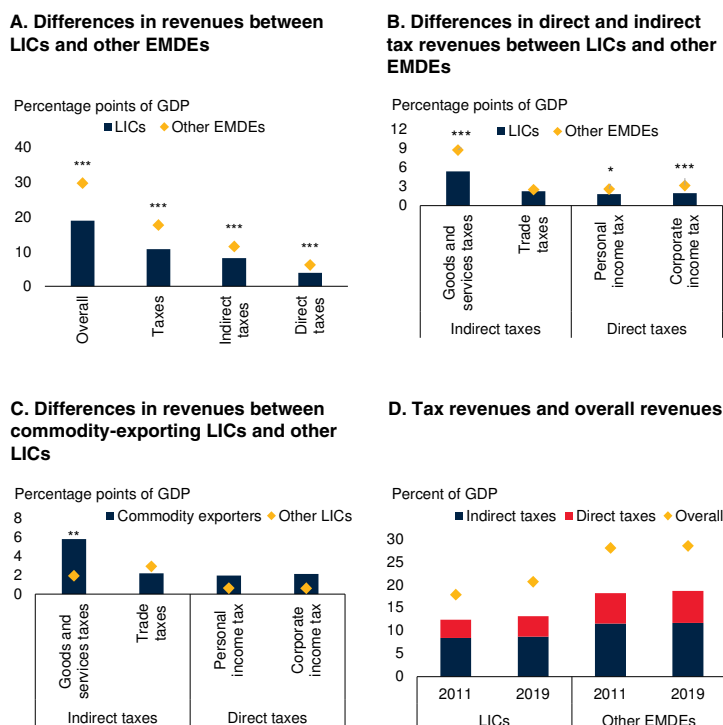 A. Differences in revenues between
LICs and other EMDEs
Percentage points of GDP
LICs Other EMDEs
40
30
20
10
0
***
***
***
***
Overall
Taxes
Indirect
taxes
Direct
taxes
B. Differences in direct and indirect
tax revenues between LICs and other
EMDEs
Percentage points of GDP
LICs Other EMDEs
12
9
6
3
0
***
*
***
Goods and
services taxes
Trade
taxes
Personal
income tax
Corporate
income tax
Indirect taxes
Direct taxes
C. Differences in revenues between
commodity-exporting LICs and other
LICs
Percentage points of GDP
Commodity exporters Other LICs
8
6
4
2
0
**
Goods and
services taxes
Trade
taxes
Personal
income tax
Corporate
income tax
Indirect taxes
Direct taxes
D. Tax revenues and overall revenues
Percent of GDP
Indirect taxes Direct taxes Overall
30
25
20
15
10
5
0
2011 2019 2011 2019
LICs Other EMDEs